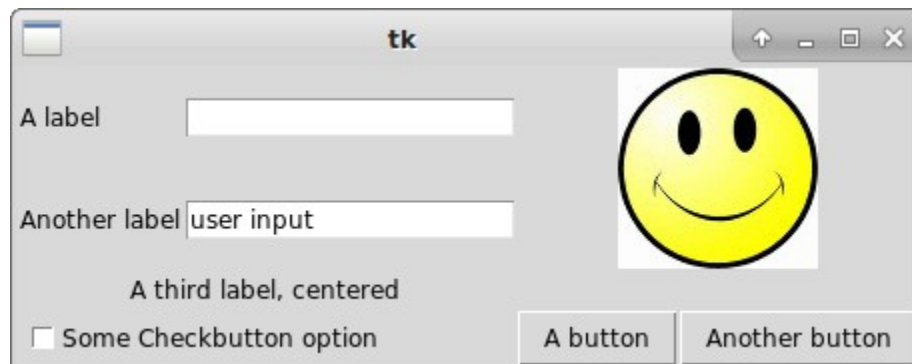 tk
A label
Another label user input
A third label, centered
Some Checkbutton option A button Another button